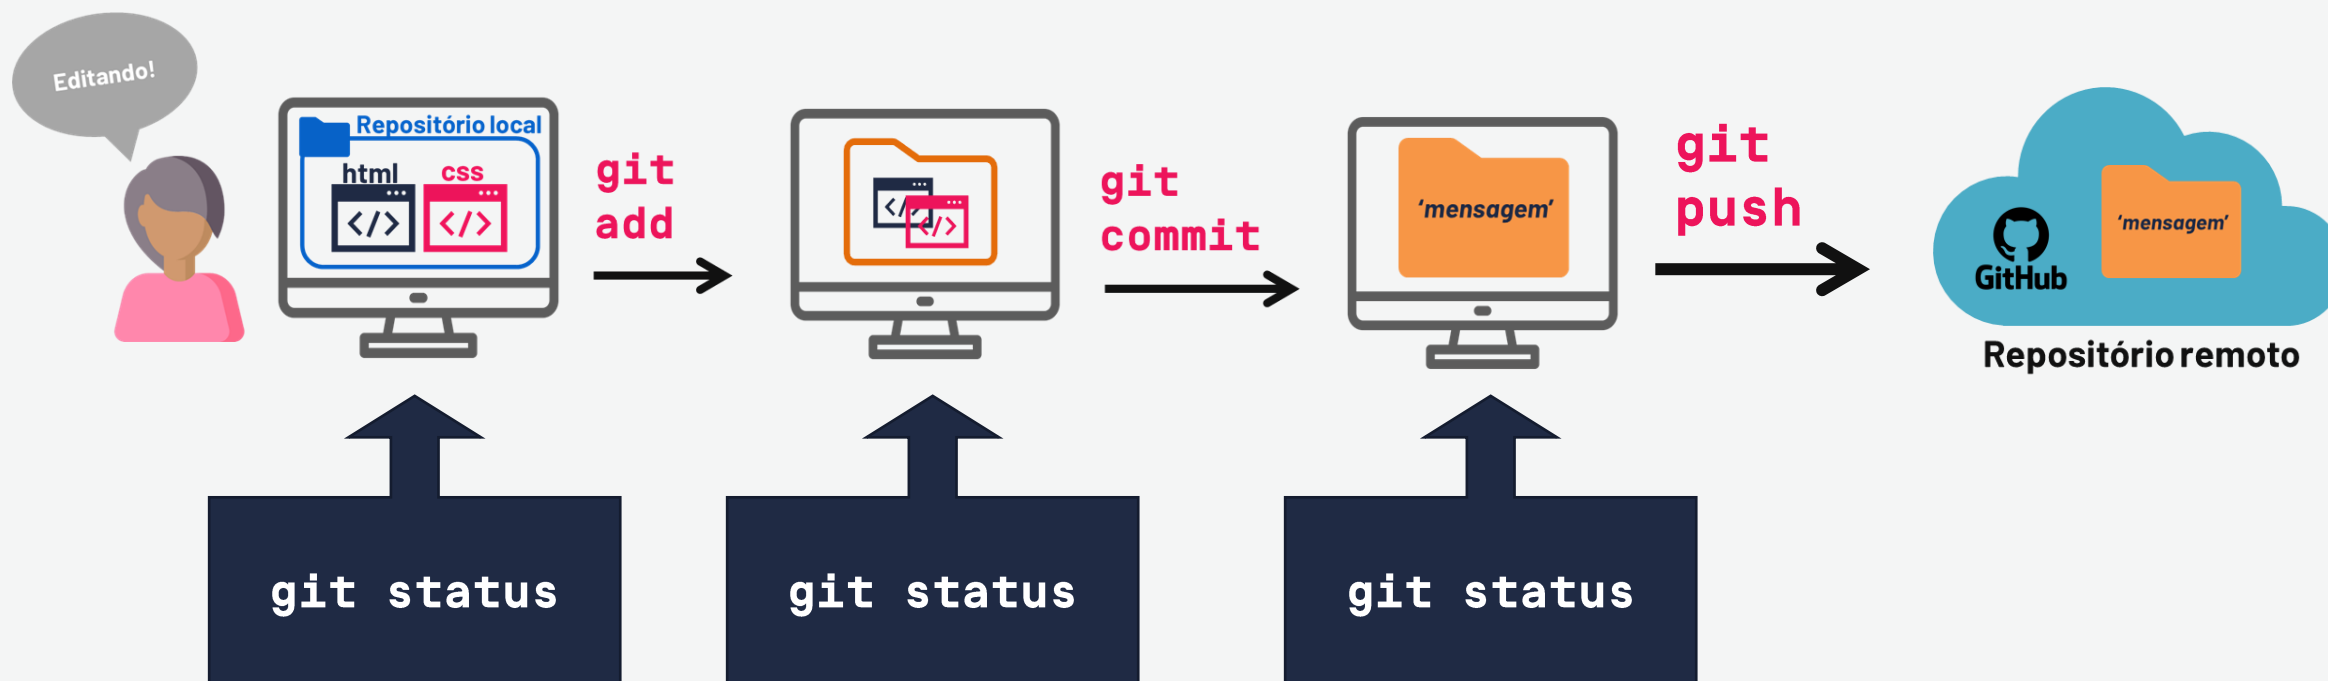 Editando!
Repositório local
html
css
git
add
git
commit
'mensagem'
git
push
'mensagem'
GitHub
Repositório remoto
git status
git status
git status